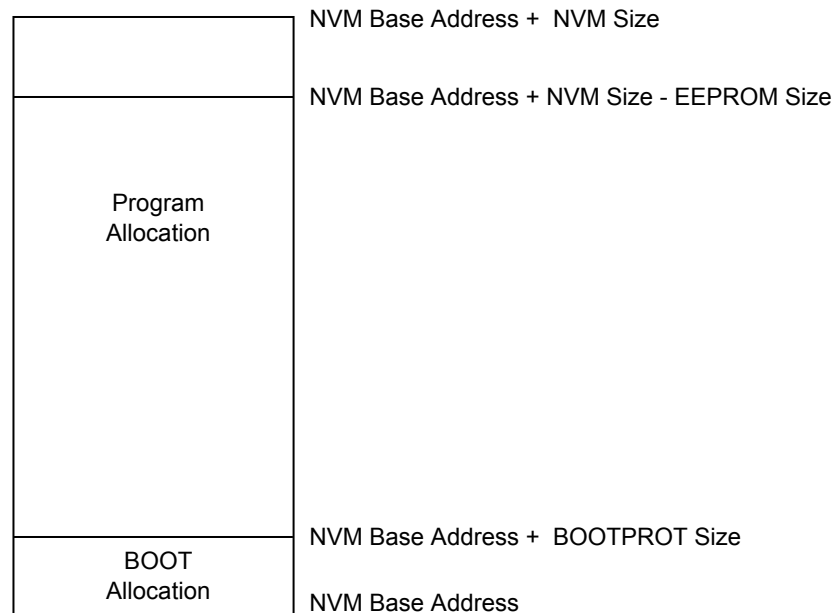 NVM Base Address + NVM Size
NVM Base Address + NVM Size - EEPROM Size
Program
Allocation
NVM Base Address + BOOTPROT Size
BOOT
Allocation
NVM Base Address